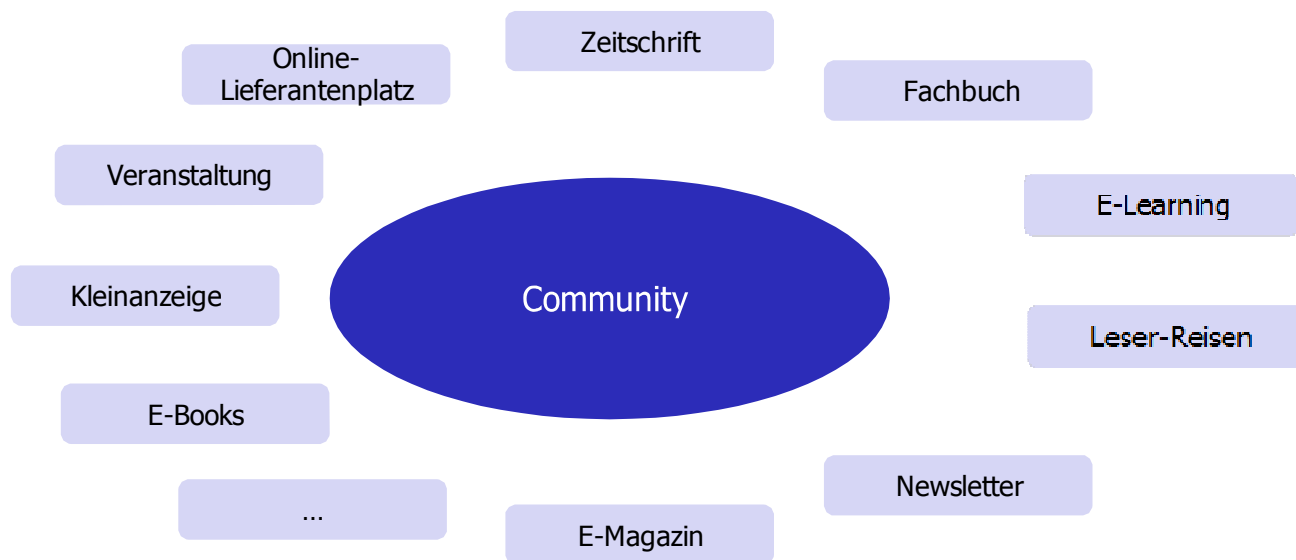 Zeitschrift
Online-
Lieferantenplatz
Fachbuch
Veranstaltung
E-Learning
Community
Kleinanzeige
Leser-Reisen
E-Books
Newsletter
...
E-Magazin